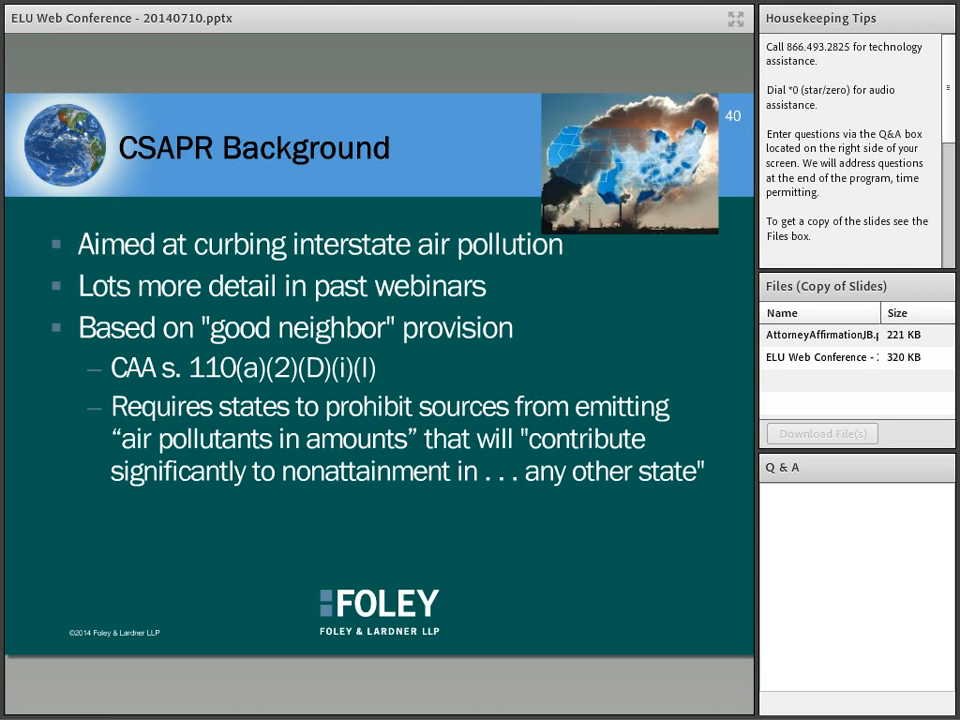 ELU Web Conference - 20140710.pptx
40
CSAPR Background
Aimed at curbing interstate air pollution
Lots more detail in past webinars
Based on "good neighbor" provision
– CAA s. 110(a)(2)(D)(i)(I)
– Requires states to prohibit sources from emitting
“air pollutants in amounts” that will "contribute
significantly to nonattainment in . . . any other state"
FOLEY
FOLEY & LARDNER LLP
©2014 Foley & Lardner LLP
Housekeeping Tips
Call 866.493.2825 for technology
assistance.
Dial *0 (star/zero) for audio
assistance.
Enter questions via the Q&A box
located on the right side of your
screen. We will address questions
at the end of the program, time
permitting.
To get a copy of the slides see the
Files box.
Files (Copy of Slides)
Name Size
AttorneyAffirmationJB.p 221 KB
ELU Web Conference - 320 KB
Download File(s)
Q & A